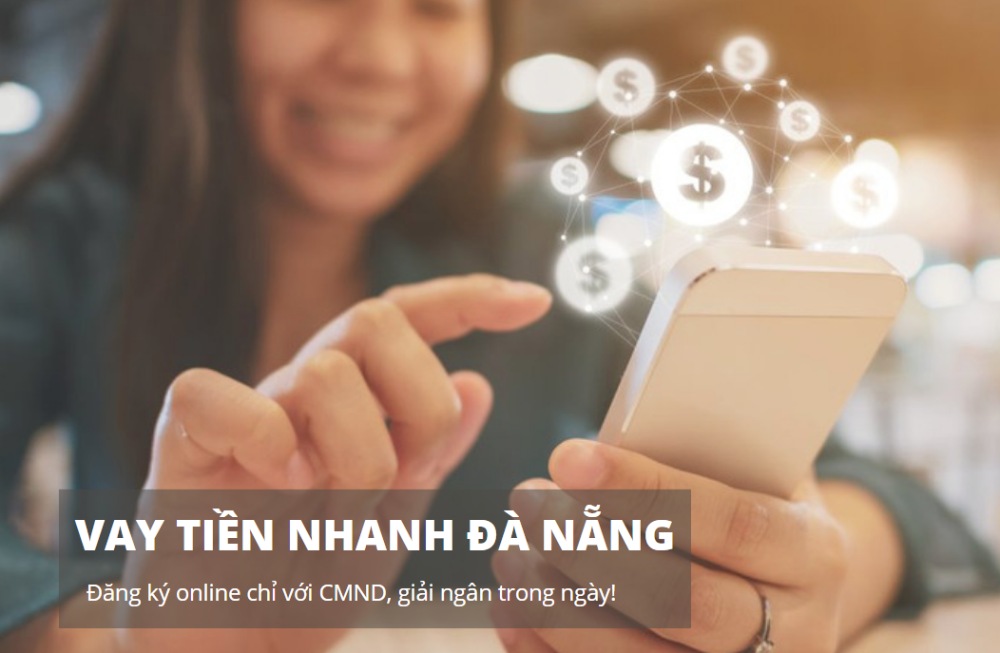 VAY TIỀN NHANH ĐÀ NẴNG
Đăng ký online chỉ với CMND, giải ngân trong ngày!